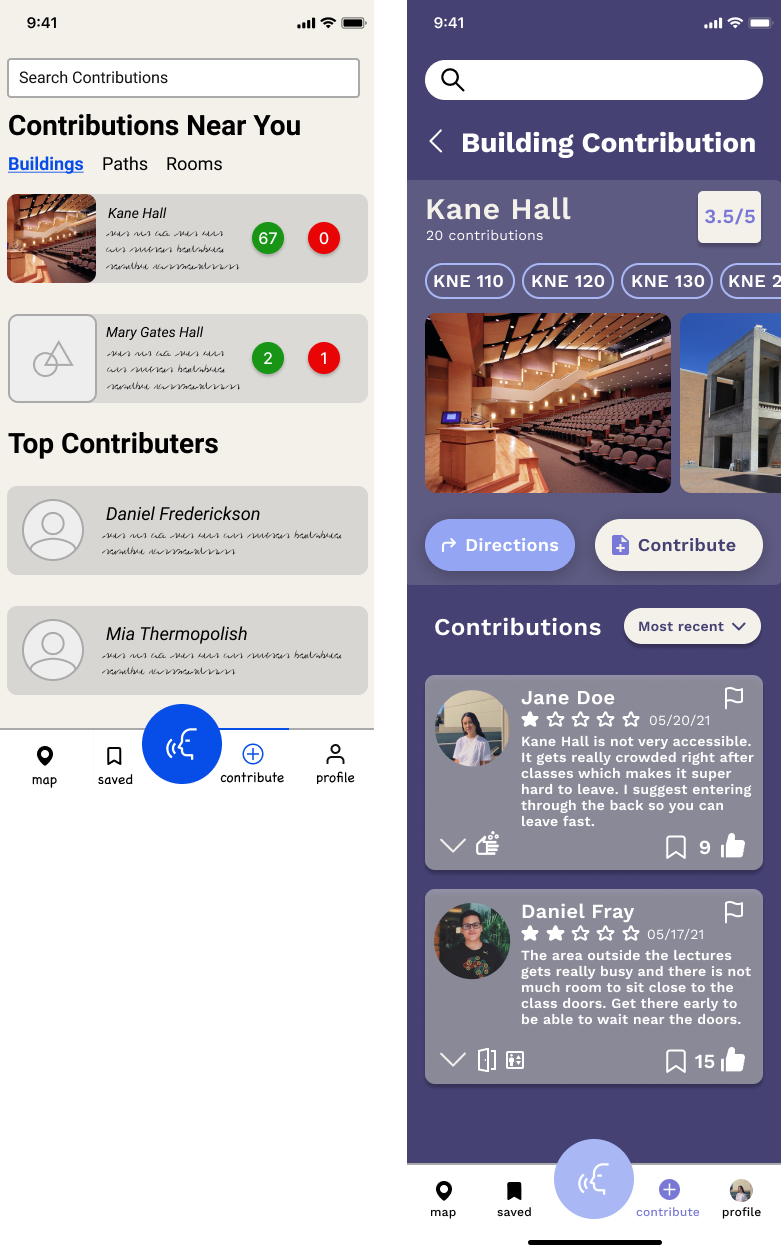 9:41
Search Contributions
Contributions Near You
Buildings Paths Rooms
Kane Hall
67 0
Mary Gates Hall
2 1
Top Contributers
Daniel Frederickson
Mia Thermopolish
map saved contribute profile
9:41
Building Contribution
Kane Hall
3.5/5
20 contributions
KNE 110 KNE 120 KNE 130 KNE 2
Directions Contribute
Contributions Most recent
Jane Doe
05/20/21
Kane Hall is not very accessible.
It gets really crowded right after
classes which makes it super
hard to leave. I suggest entering
through the back so you can
leave fast.
9
Daniel Fray
05/17/21
The area outside the lectures
gets really busy and there is not
much room to sit close to the
class doors. Get there early to
be able to wait near the doors.
15
map saved contribute profile